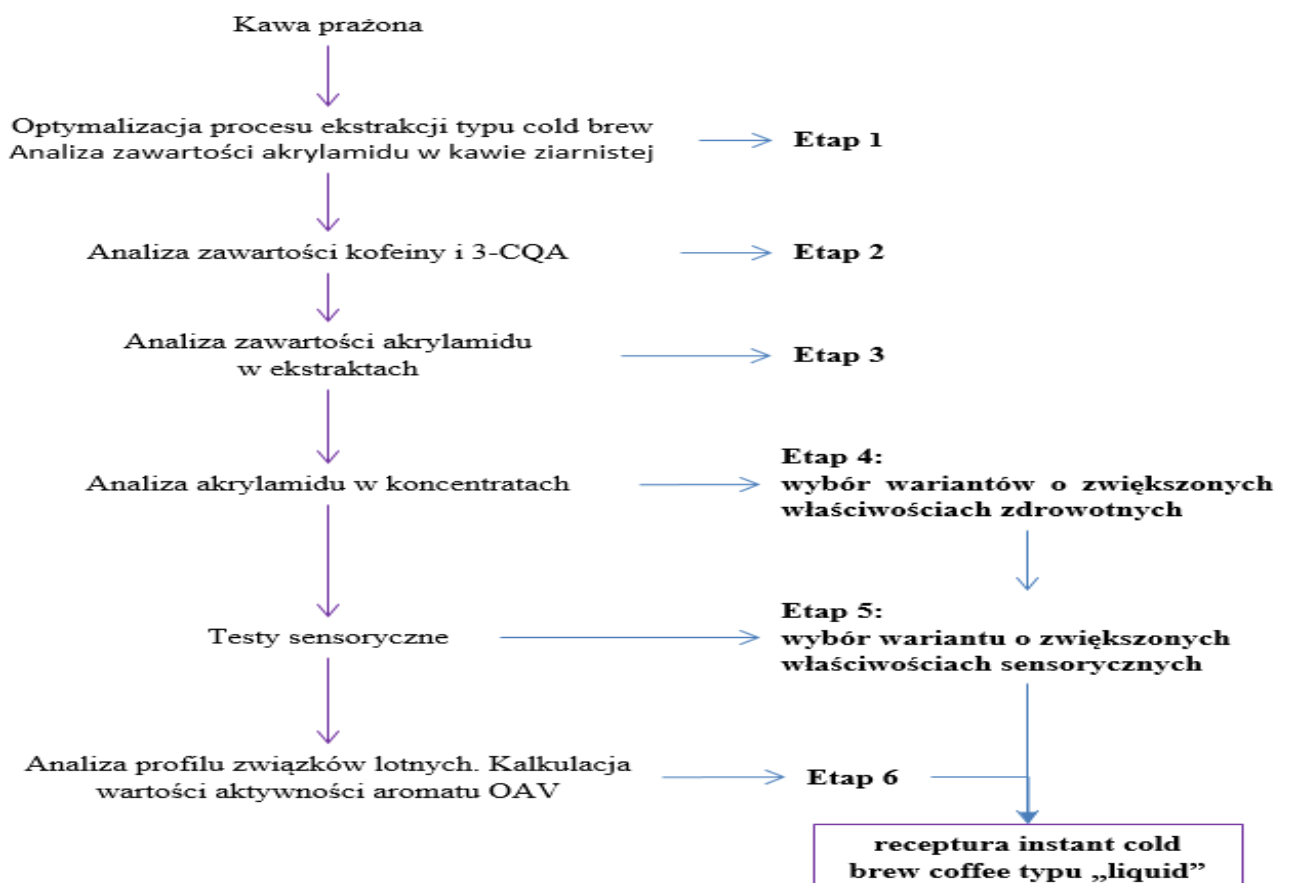 Kawa prażona
Optymalizacja procesu ekstrakcji typu cold brew
Analiza zawartości akrylamidu w kawie ziarnistej
Etap 1
Analiza zawartości kofeiny i 3-CQA
Etap 2
Analiza zawartości akrylamidu
w ekstraktach
Etap 3
Analiza akrylamidu w koncentratach
Etap 4:
wybór wariantów o zwiększonych
właściwościach zdrowotnych
Testy sensoryczne
Etap 5:
wybór wariantu o zwiększonych
właściwościach sensorycznych
Analiza profilu związków lotnych. Kalkulacja
wartości aktywności aromatu OAV
Etap 6
receptura instant cold
brew coffee typu „liquid”